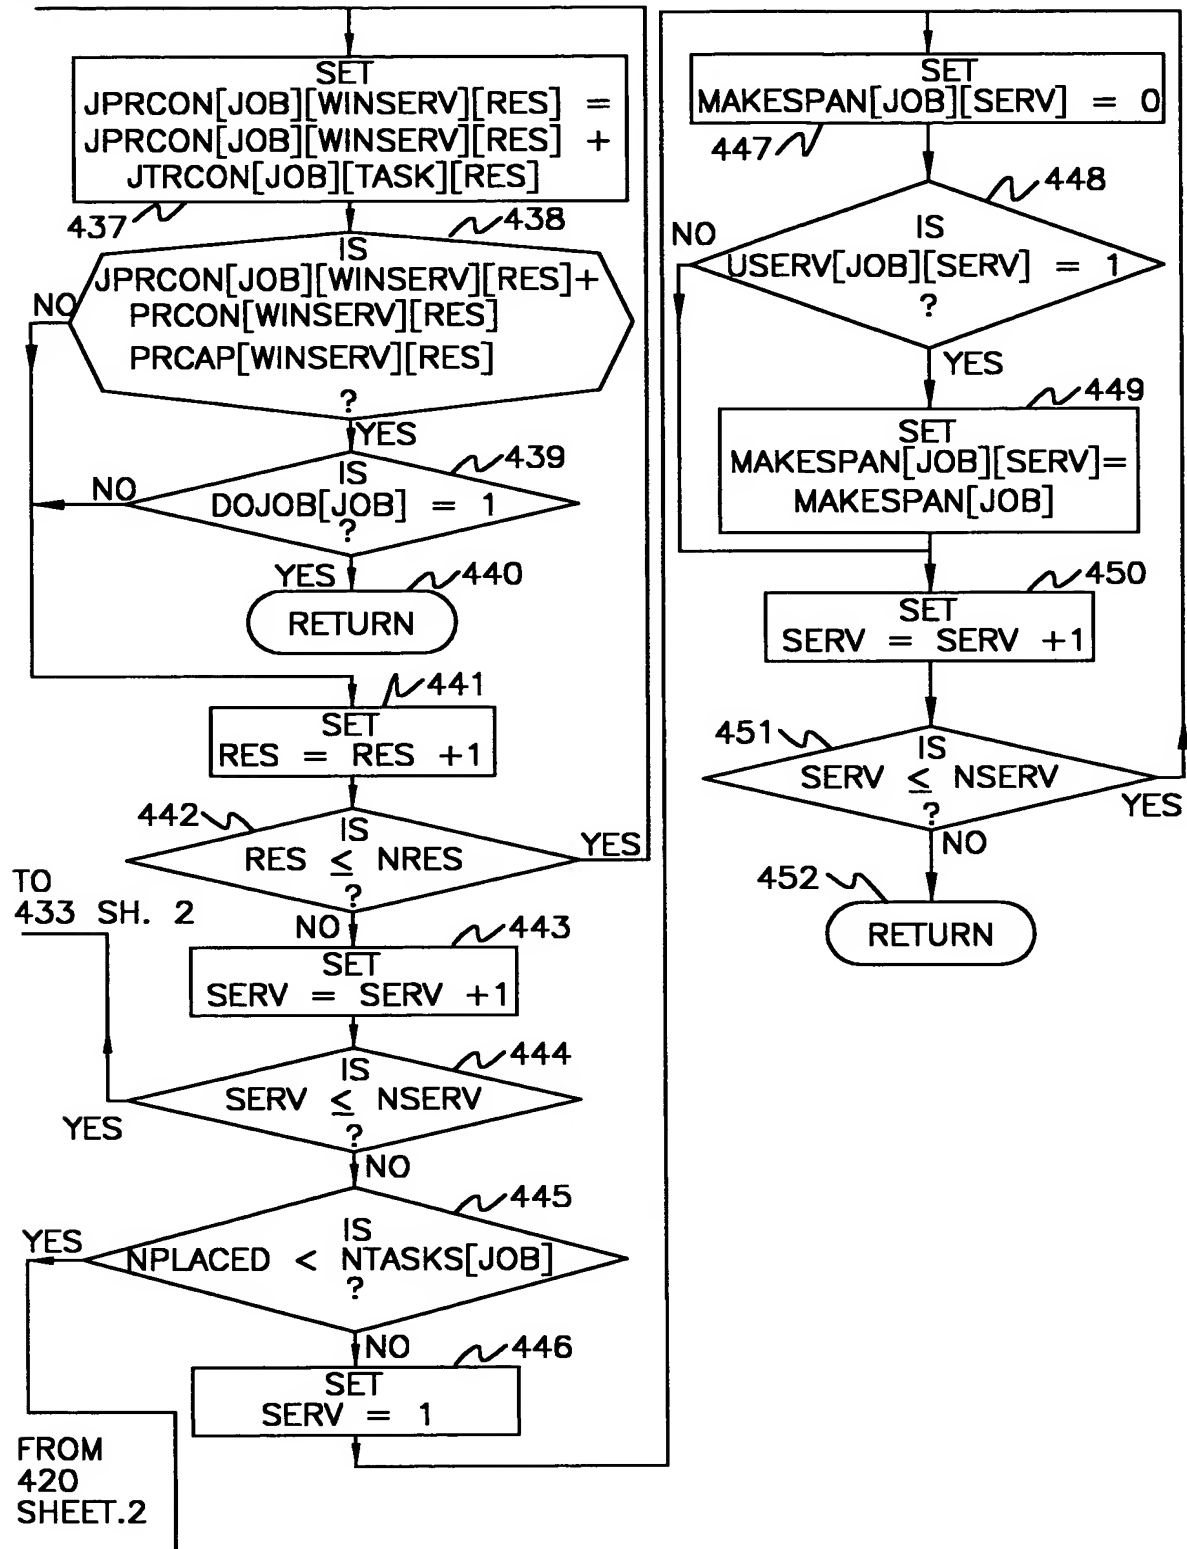 SET
JPRCON[JOB][WINSERV][RES] =
JPRCON[JOB][WINSERV][RES] +
JTRCON[JOB][TASK][RES]
437
438
IS
JPRCON[JOB][WINSERV][RES]+
PRCON[WINSERV][RES]
PRCAP[WINSERV][RES]
?
NO
YES
439
IS
DOJOB[JOB] = 1
?
NO
YES
440
RETURN
441
SET
RES = RES +1
442
IS
RES ≤ NRES
?
YES
TO
433 SH. 2
NO
443
SET
SERV = SERV +1
444
IS
SERV ≤ NSERV
?
YES
NO
445
IS
NPLACED < NTASKS[JOB]
?
YES
NO
446
SET
SERV = 1
FROM
420
SHEET.2
SET
MAKESPAN[JOB][SERV] = 0
447
448
IS
USERV[JOB][SERV] = 1
?
NO
YES
449
SET
MAKESPAN[JOB][SERV]=
MAKESPAN[JOB]
450
SET
SERV = SERV +1
451
IS
SERV ≤ NSERV
?
YES
NO
452
RETURN